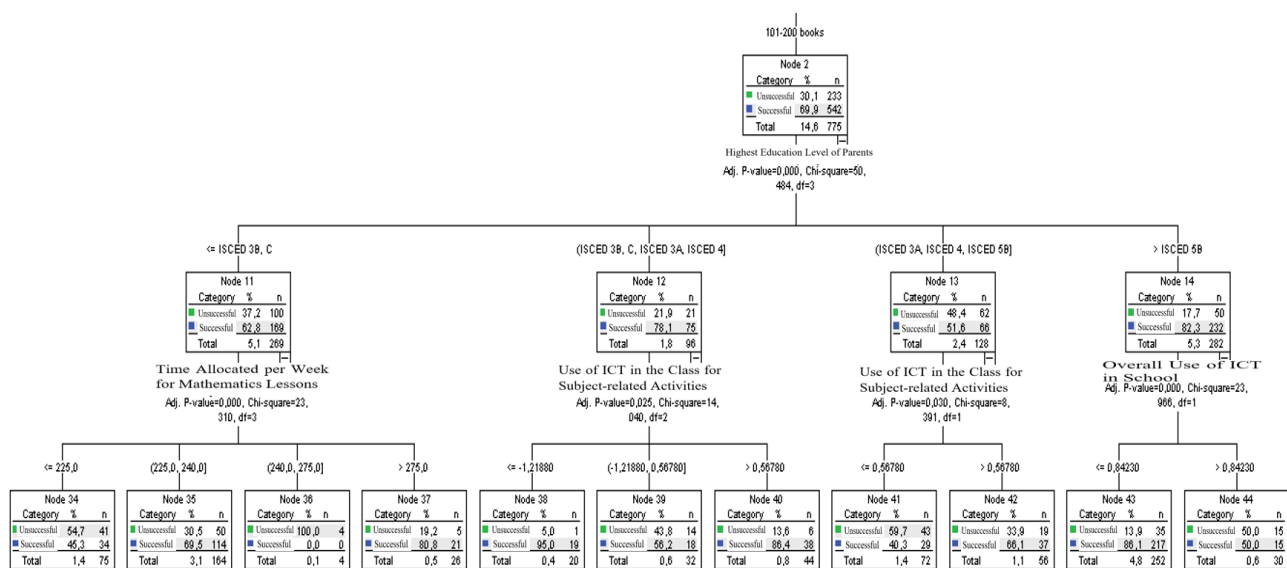 101-200 books
Node 2
Category % n
Unsuccessful 30,1 233
Successful 69,9 542
Total 14,6 775
Highest Education Level of Parents
Adj. P-value=0,000, Chi-square=50,
484, df=3
<= ISCED 3B, C
(ISCED 3B, C, ISCED 3A, ISCED 4]
(ISCED 3A, ISCED 4, ISCED 5B]
> ISCED 5B
Node 11
Category % n
Unsuccessful 37,2 100
Successful 62,8 169
Total 5,1 269
Time Allocated per Week
for Mathematics Lessons
Adj. P-value=0,000, Chi-square=23,
310, df=3
Node 12
Category % n
Unsuccessful 21,9 21
Successful 78,1 75
Total 1,8 96
Use of ICT in the Class for
Subject-related Activities
Adj. P-value=0,025, Chi-square=14,
040, df=2
Node 13
Category % n
Unsuccessful 48,4 62
Successful 51,6 66
Total 2,4 128
Use of ICT in the Class for
Subject-related Activities
Adj. P-value=0,030, Chi-square=8,
391, df=1
Node 14
Category % n
Unsuccessful 17,7 50
Successful 82,3 232
Total 5,3 282
Overall Use of ICT
in School
Adj. P-value=0,000, Chi-square=23,
966, df=1
<= 225,0
(225,0, 240,0]
(240,0, 275,0]
> 275,0
<= -1,21880
(-1,21880, 0,56780]
> 0,56780
<= 0,56780
> 0,56780
<= 0,84230
> 0,84230
Node 34
Category % n
Unsuccessful 54,7 41
Successful 45,3 34
Total 1,4 75
Node 35
Category % n
Unsuccessful 30,5 50
Successful 69,5 114
Total 3,1 164
Node 36
Category % n
Unsuccessful 100,0 4
Successful 0,0 0
Total 0,1 4
Node 37
Category % n
Unsuccessful 19,2 5
Successful 80,8 21
Total 0,5 26
Node 38
Category % n
Unsuccessful 5,0 1
Successful 95,0 19
Total 0,4 20
Node 39
Category % n
Unsuccessful 43,8 14
Successful 56,2 18
Total 0,6 32
Node 40
Category % n
Unsuccessful 13,6 6
Successful 86,4 38
Total 0,8 44
Node 41
Category % n
Unsuccessful 59,7 43
Successful 40,3 29
Total 1,4 72
Node 42
Category % n
Unsuccessful 33,9 19
Successful 66,1 37
Total 1,1 56
Node 43
Category % n
Unsuccessful 13,9 35
Successful 86,1 217
Total 4,8 252
Node 44
Category % n
Unsuccessful 50,0 15
Successful 50,0 15
Total 0,6